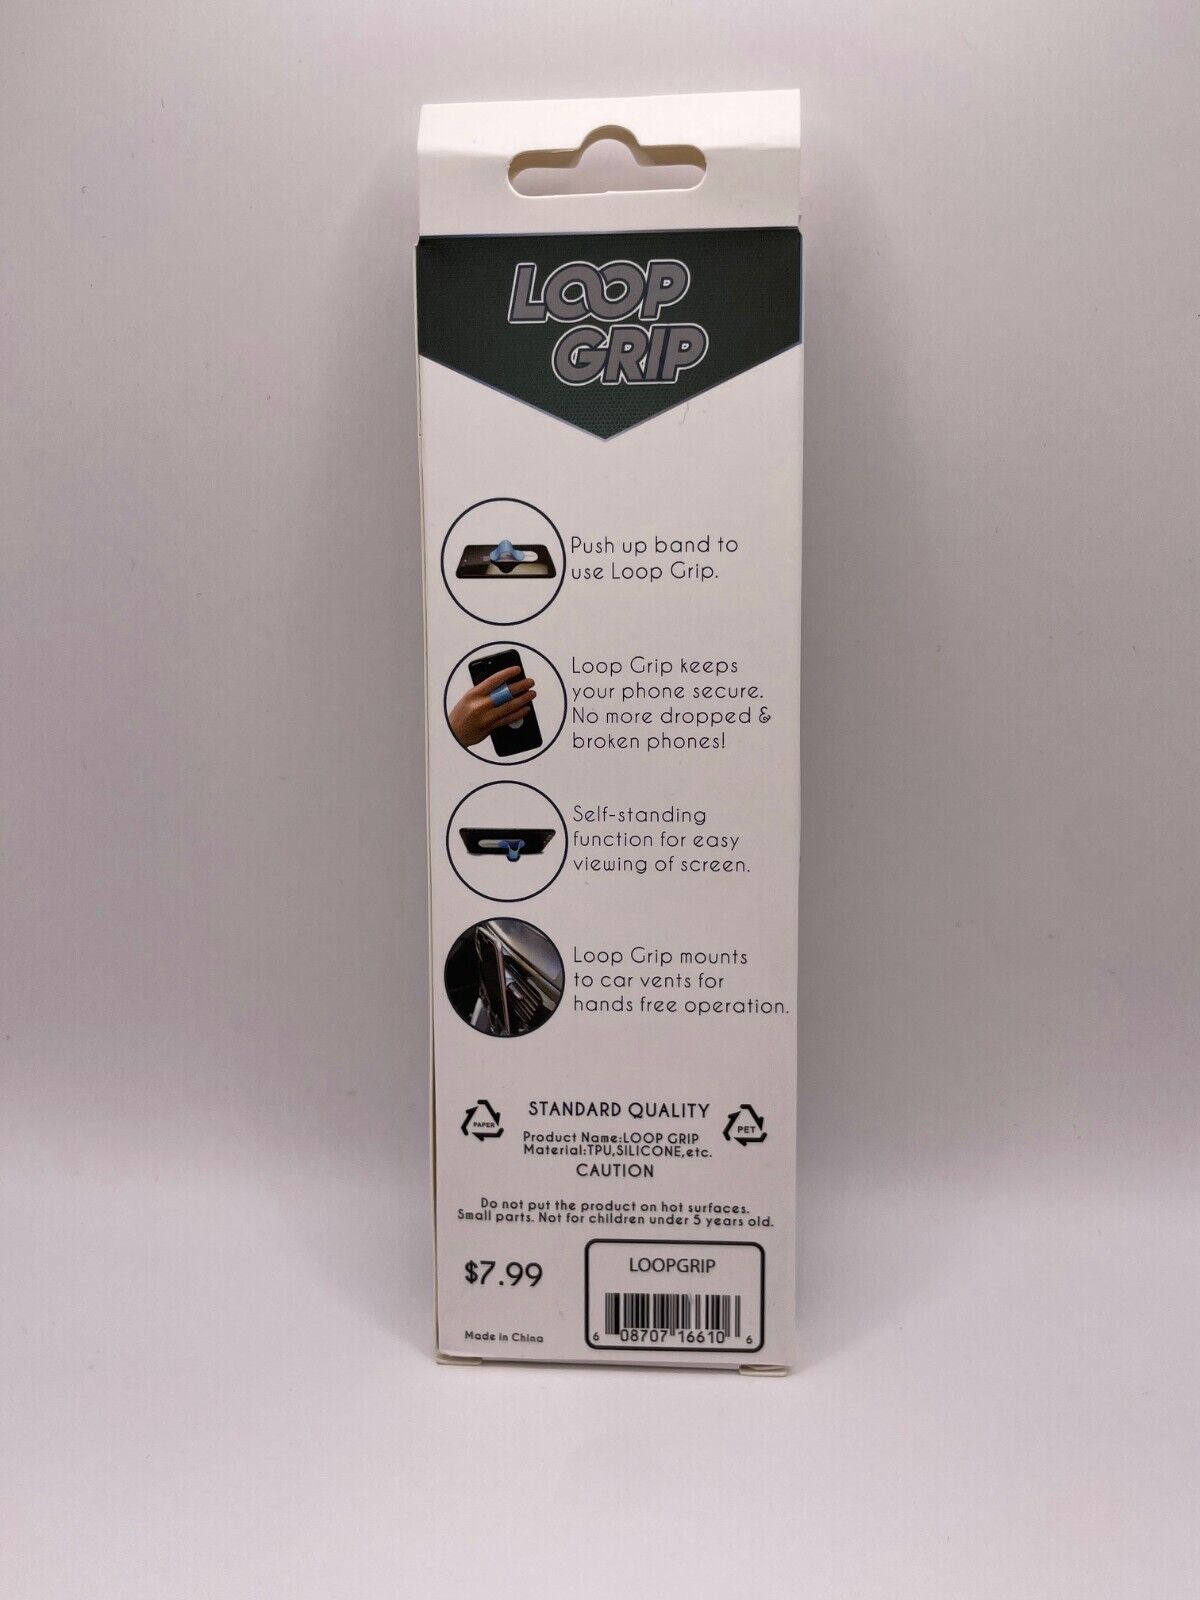 LOOP
GRIP
Push up band to
use Loop Grip.
Loop Grip keeps
your phone secure.
No more dropped &
broken phones!
Self-standing
function for easy
viewing of screen.
Loop Grip mounts
to car vents for
hands free operation.
PAPER
STANDARD QUALITY
PET
Product Name:LOOP GRIP
Material:TPU,SILICONE,etc.
CAUTION
Do not put the product on hot surfaces.
Small parts. Not for children under 5 years old.
$7.99
LOOPGRIP
6 08707 16610 6
Made in China